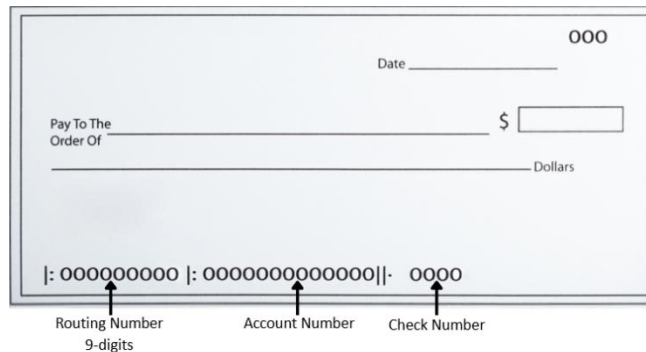 000
Date
Pay To The
Order Of
$
Dollars
|: 000000000 |: 0000000000000||· 0000
Routing Number
9-digits
Account Number
Check Number